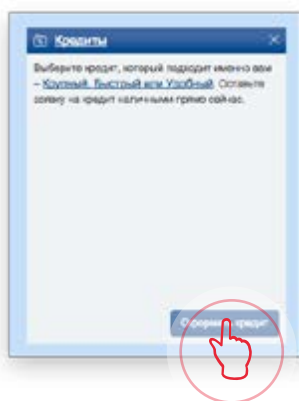 Кредиты
Выберите кредит, который подходит именно вам
– Крупный, Быстрый или Удобный. Оставьте
заявку на кредит наличными прямо сейчас.
Оформить кредит